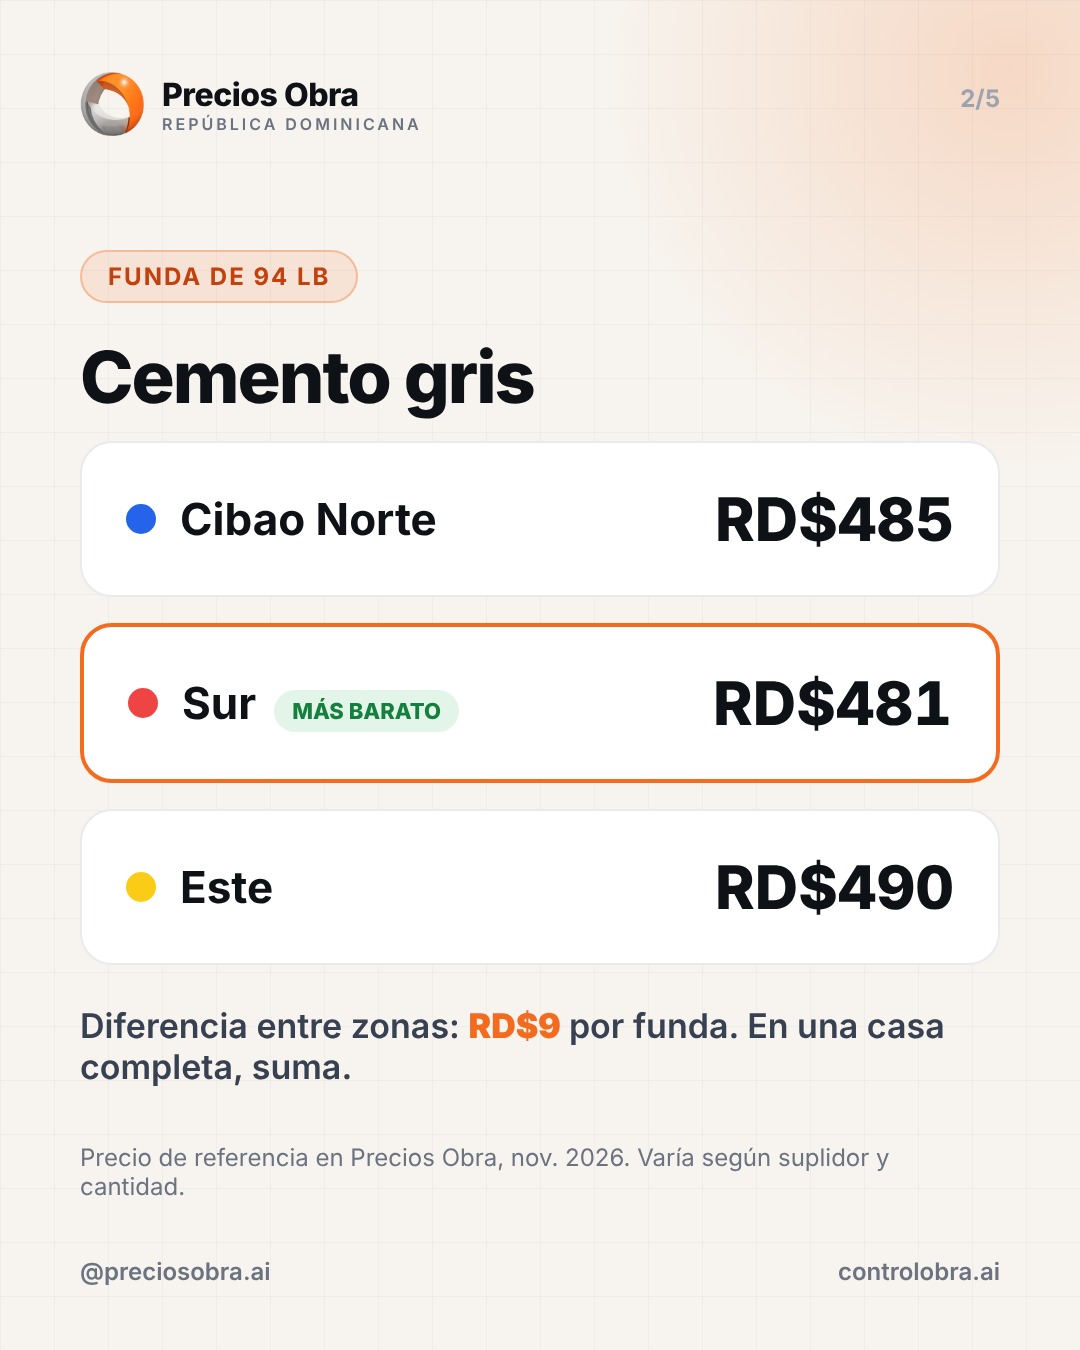 Precios Obra
REPÚBLICA DOMINICANA
2/5
FUNDA DE 94 LB
Cemento gris
Cibao Norte RD$485
Sur MÁS BARATO RD$481
Este RD$490
Diferencia entre zonas: RD$9 por funda. En una casa
completa, suma.
Precio de referencia en Precios Obra, nov. 2026. Varía según suplidor y
cantidad.
@preciosobra.ai controlobra.ai